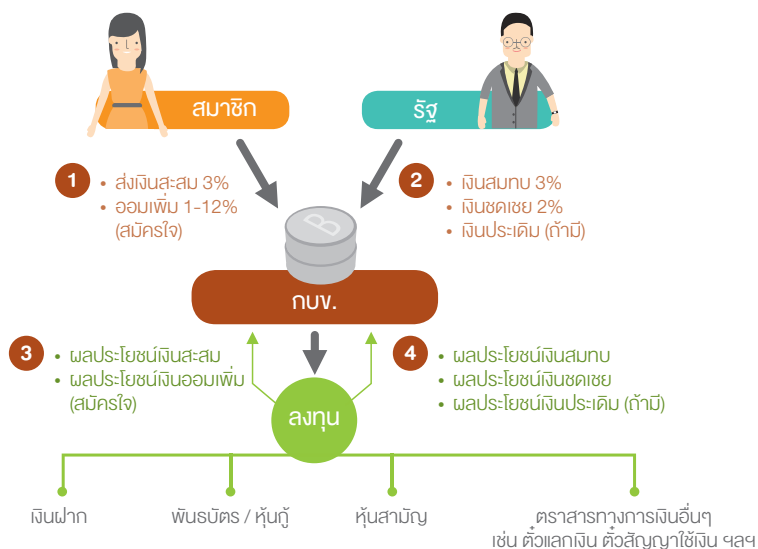 สมาชิก
รัฐ
1
• ส่งเงินสะสม 3%
• ออมเพิ่ม 1-12%
(สมัครใจ)
2
• เงินสมทบ 3%
• เงินชดเชย 2%
• เงินประเดิม (ถ้ามี)
B
กบข.
3
• ผลประโยชน์เงินสะสม
• ผลประโยชน์เงินออมเพิ่ม
(สมัครใจ)
4
• ผลประโยชน์เงินสมทบ
• ผลประโยชน์เงินชดเชย
• ผลประโยชน์เงินประเดิม (ถ้ามี)
ลงทุน
เงินฝาก
พันธบัตร / หุ้นกู้
หุ้นสามัญ
ตราสารทางการเงินอื่นๆ
เช่น ตั๋วแลกเงิน ตั๋วสัญญาใช้เงิน ฯลฯ